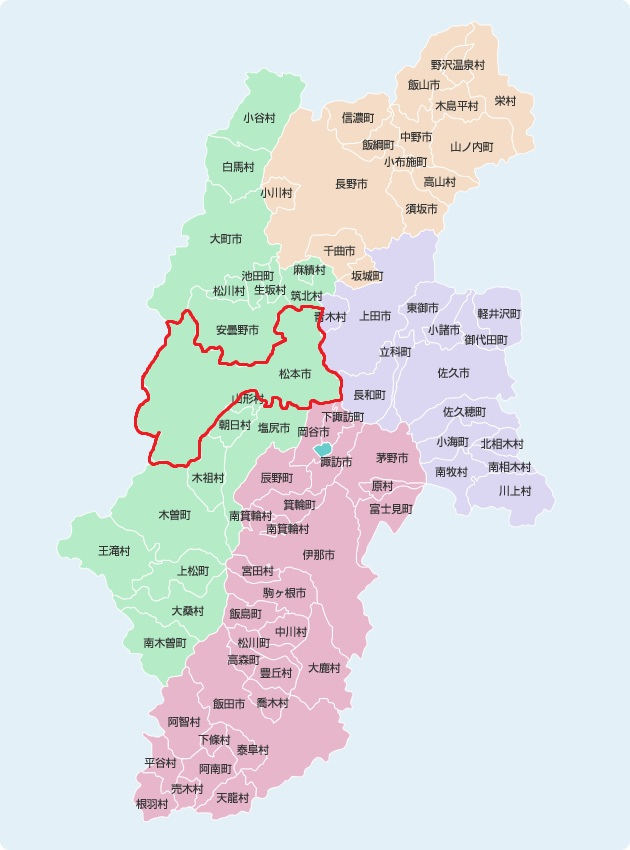 野沢温泉村
飯山市
木島平村
栄村
小谷村
信濃町
飯綱町
中野市
山ノ内町
小布施町
白馬村
小川村
長野市
高山村
須坂市
大町市
千曲市
麻績村
坂城町
池田町
松川村
生坂村
筑北村
青木村
上田市
東御市
軽井沢町
小諸市
御代田町
安曇野市
立科町
松本市
佐久市
山形村
長和町
下諏訪町
佐久穂町
朝日村
塩尻市
岡谷市
小海町
北相木村
諏訪市
茅野市
南牧村
南相木村
木祖村
辰野町
原村
川上村
箕輪町
富士見町
木曽町
南箕輪村
南箕輪村
王滝村
伊那市
上松町
宮田村
駒ヶ根市
大桑村
飯島町
中川村
南木曽町
松川町
高森町
豊丘村
大鹿村
飯田市
喬木村
阿智村
下條村
泰阜村
平谷村
阿南町
売木村
根羽村
天龍村